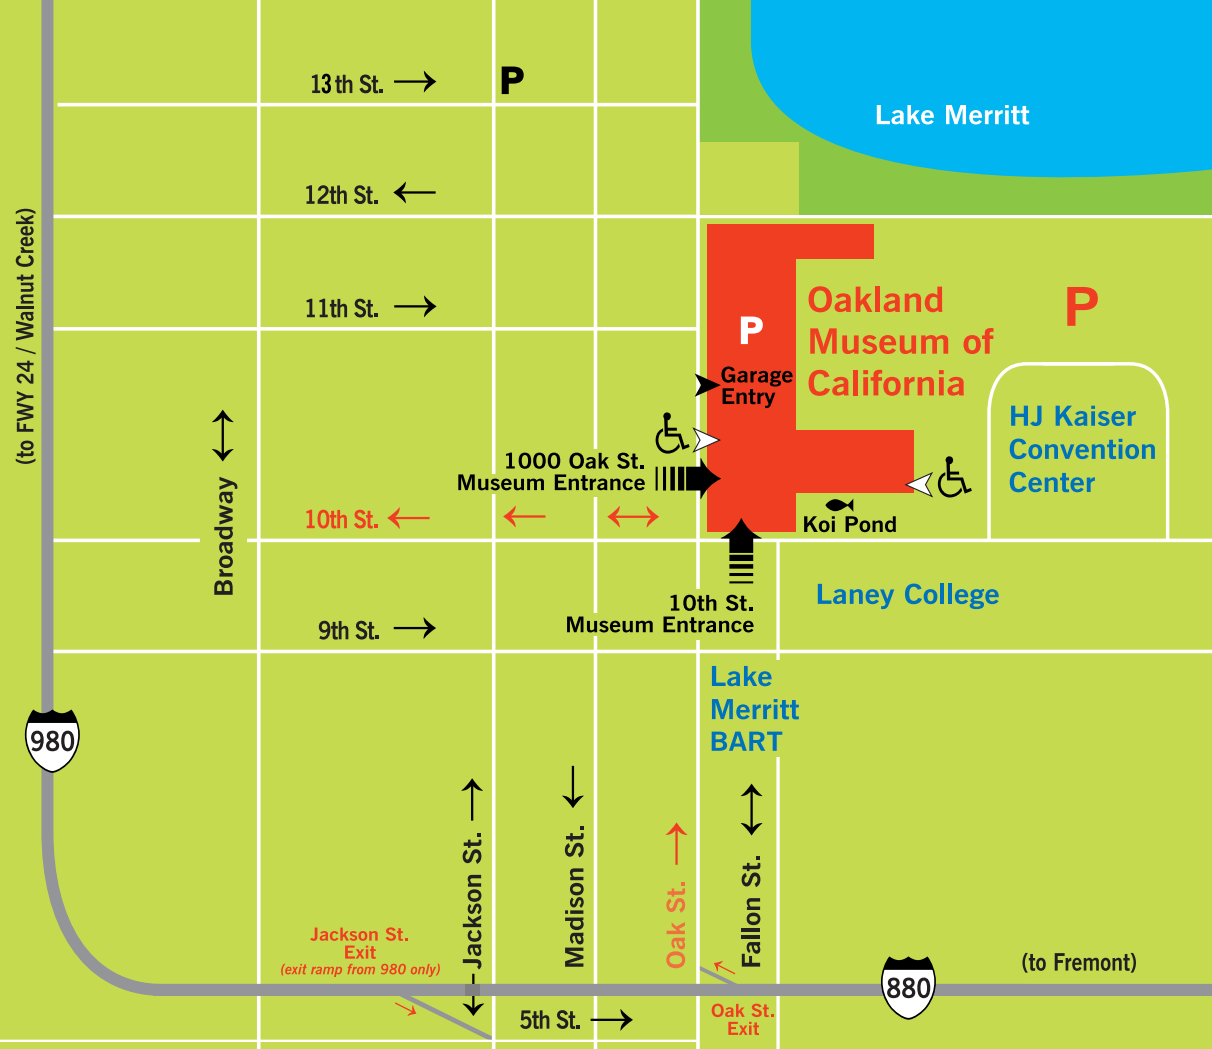 13th St.
P
Lake Merritt
12th St.
(to FWY 24 / Walnut Creek)
11th St.
P
Oakland
Museum of
California
P
Garage
Entry
HJ Kaiser
Convention
Center
1000 Oak St.
Museum Entrance
Broadway
10th St.
Koi Pond
Laney College
10th St.
Museum Entrance
9th St.
Lake
Merritt
BART
980
Jackson St.
Madison St.
Oak St.
Fallon St.
Jackson St.
Exit
(exit ramp from 980 only)
(to Fremont)
880
5th St.
Oak St.
Exit